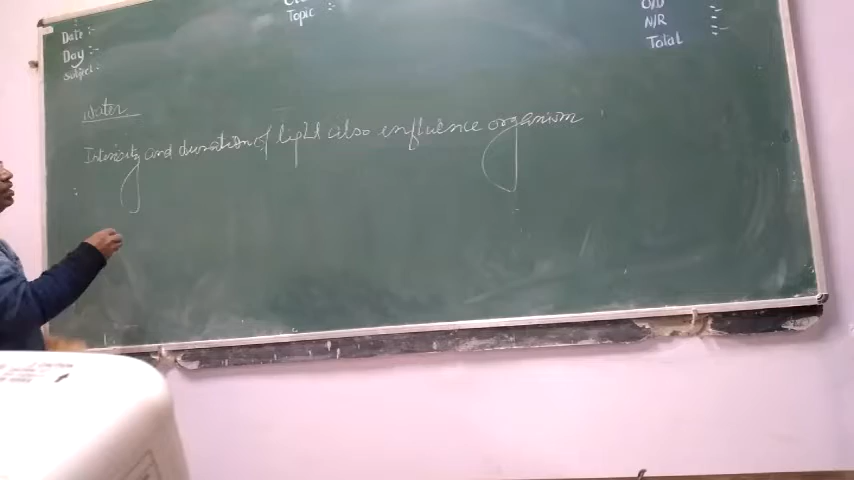 Date :-
Day :-
Subject:-
Topic :-
O/D :-
N/R :-
Total :-
water
Intensity and duration of light also influence organism